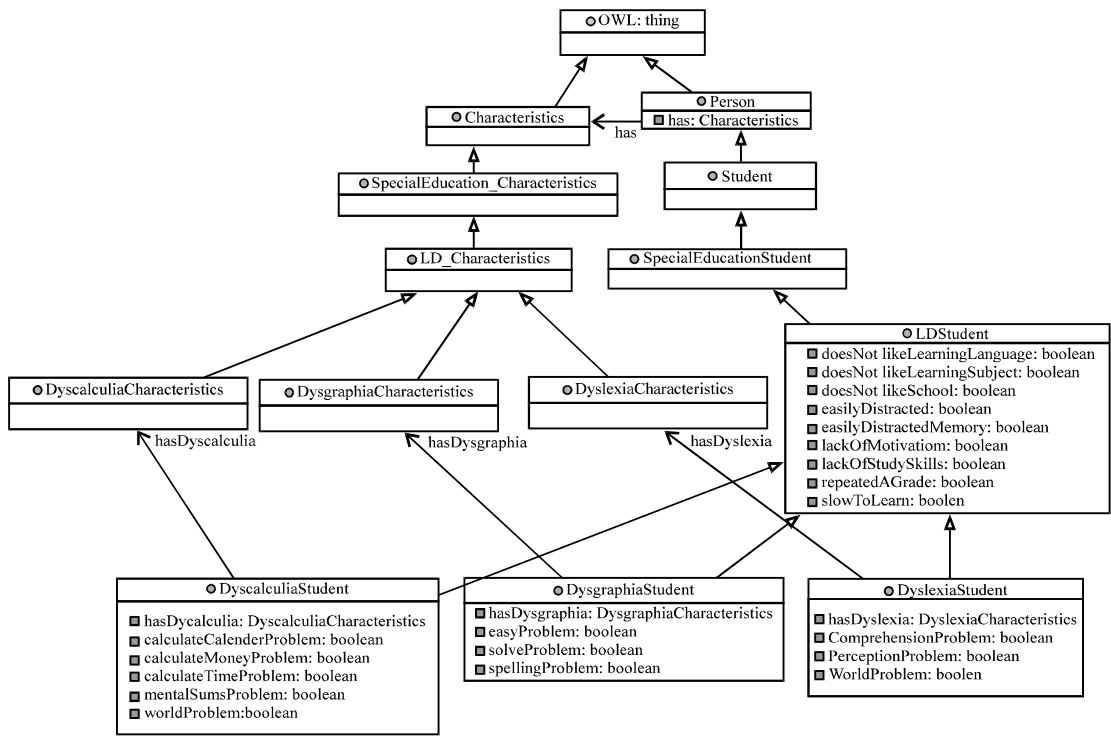 OWL: thing
Characteristics
Person
has: Characteristics
has
SpecialEducation_Characteristics
Student
LD_Characteristics
SpecialEducationStudent
LDStudent
doesNot likeLearningLanguage: boolean
doesNot likeLearningSubject: boolean
doesNot likeSchool: boolean
easilyDistracted: boolean
easilyDistractedMemory: boolean
lackOfMotivatiom: boolean
lackOfStudySkills: boolean
repeatedAGrade: boolean
slowToLearn: boolen
DyscalculiaCharacteristics
DysgraphiaCharacteristics
DyslexiaCharacteristics
hasDyscalculia
hasDysgraphia
hasDyslexia
DyscalculiaStudent
hasDycalculia: DyscalculiaCharacteristics
calculateCalenderProblem: boolean
calculateMoneyProblem: boolean
calculateTimeProblem: boolean
mentalSumsProblem: boolean
worldProblem:boolean
DysgraphiaStudent
hasDysgraphia: DysgraphiaCharacteristics
easyProblem: boolean
solveProblem: boolean
spellingProblem: boolean
DyslexiaStudent
hasDyslexia: DyslexiaCharacteristics
ComprehensionProblem: boolean
PerceptionProblem: boolean
WorldProblem: boolen